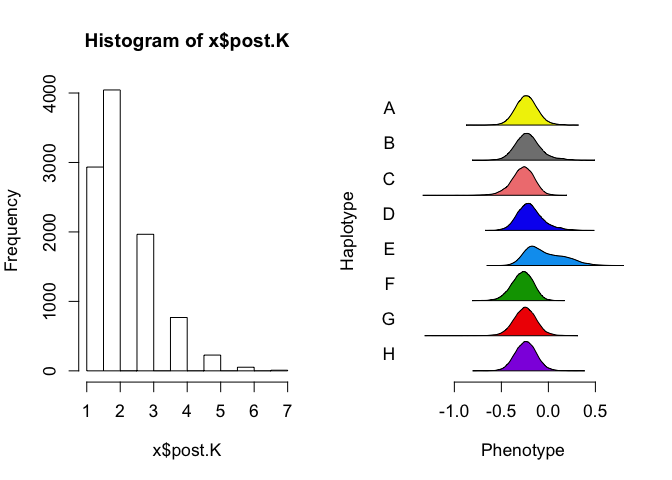 Histogram of x$post.K
Frequency
0
1000
2000
3000
4000
1 2 3 4 5 6 7
x$post.K
Haplotype
A
B
C
D
E
F
G
H
-1.0 -0.5 0.0 0.5
Phenotype